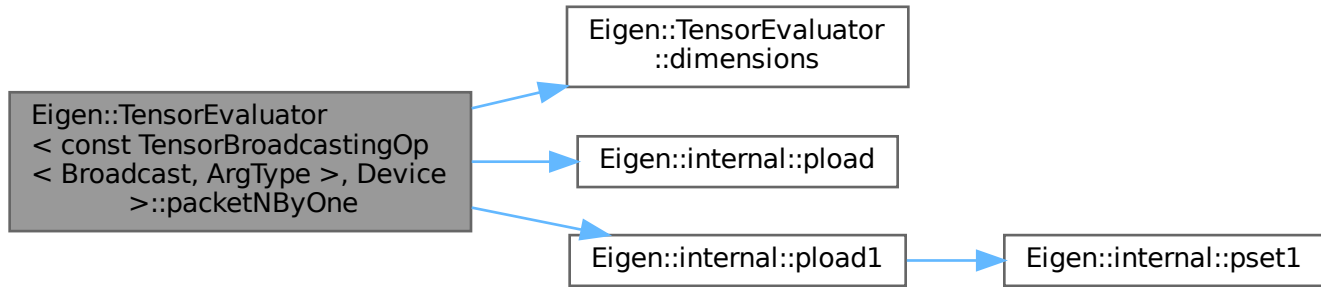 Eigen::TensorEvaluator
< const TensorBroadcastingOp
< Broadcast, ArgType >, Device
>::packetNByOne
Eigen::TensorEvaluator
::dimensions
Eigen::internal::pload
Eigen::internal::pload1
Eigen::internal::pset1